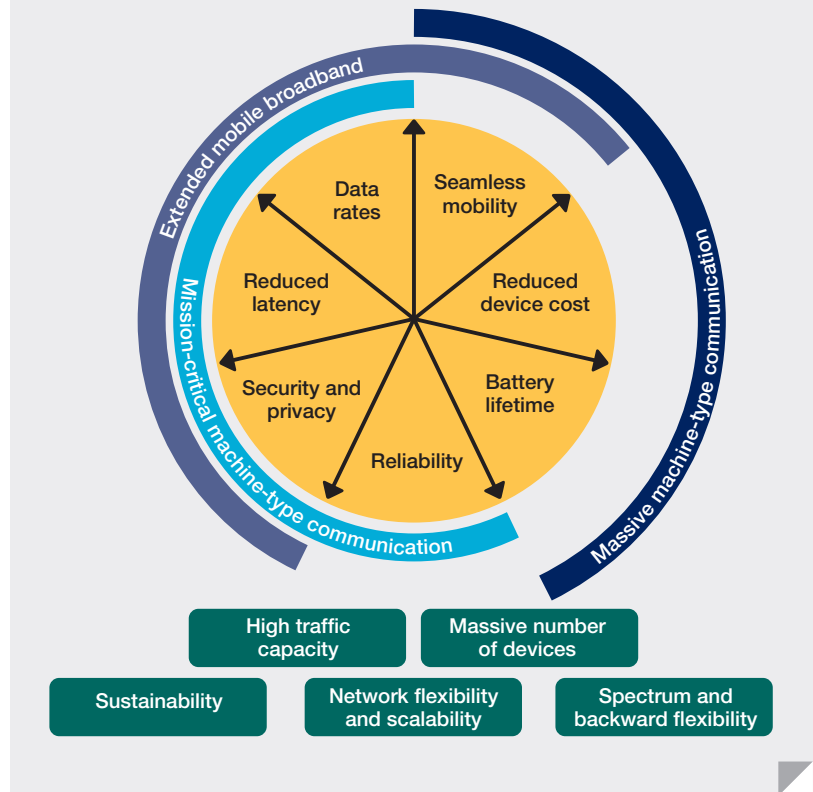 Extended mobile broadband
Mission-critical machine-type communication
Massive machine-type communication
Data
rates
Seamless
mobility
Reduced
latency
Reduced
device cost
Security and
privacy
Battery
lifetime
Reliability
High traffic
capacity
Massive number
of devices
Sustainability
Network flexibility
and scalability
Spectrum and
backward flexibility